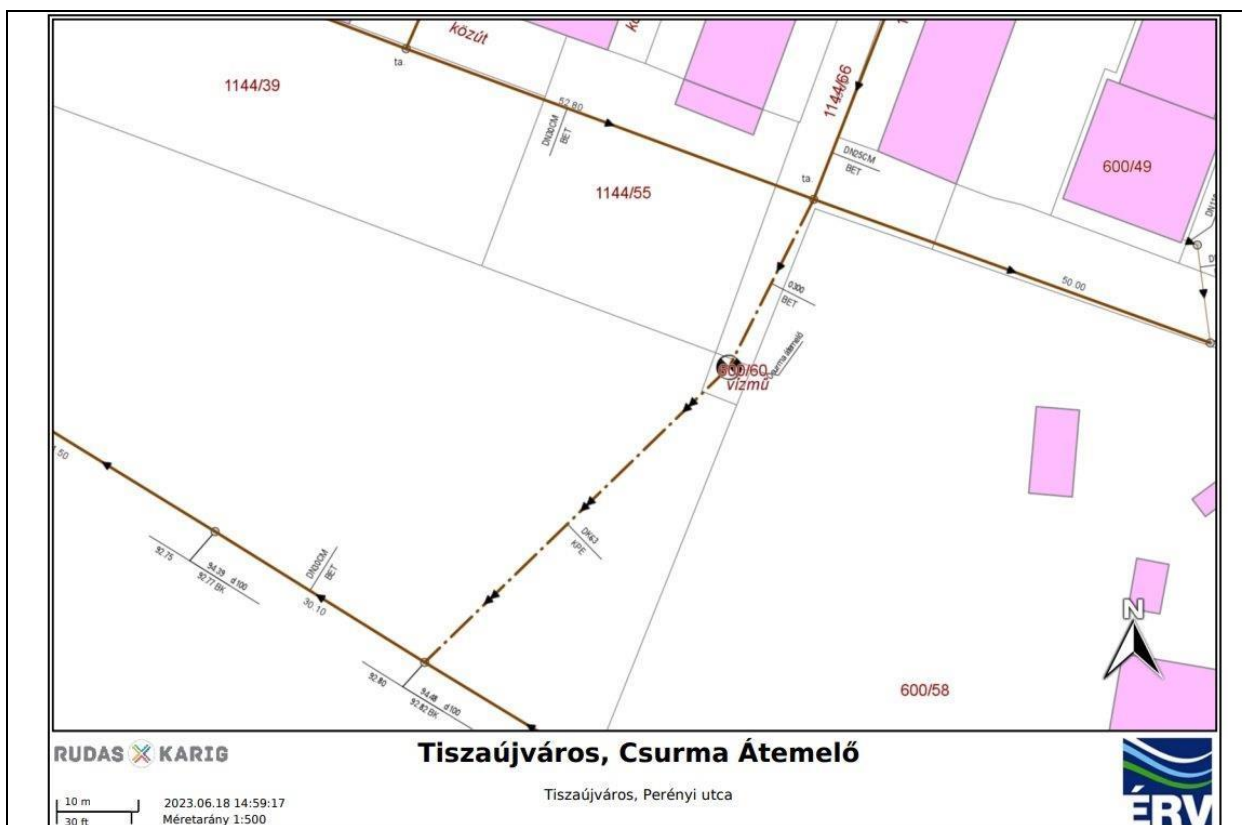 közút
ta.
1144/39
52.80
DN30CM
BET
1144/66
DN25CM
BET
600/49
1144/55
ta.
0300
BET
50.00
Csurma átemelő
600/60
vízmű
DK63
KPE
92.75
94.39 d100
92.77 BK
DN30CM
BET
30.10
92.80
94.48 d100
92.82 BK
N
600/58
RUDAS KARIG
Tiszaújváros, Csurma Átemelő
Tiszaújváros, Perényi utca
10 m
30 ft
2023.06.18 14:59:17
Méretarány 1:500
ÉRV